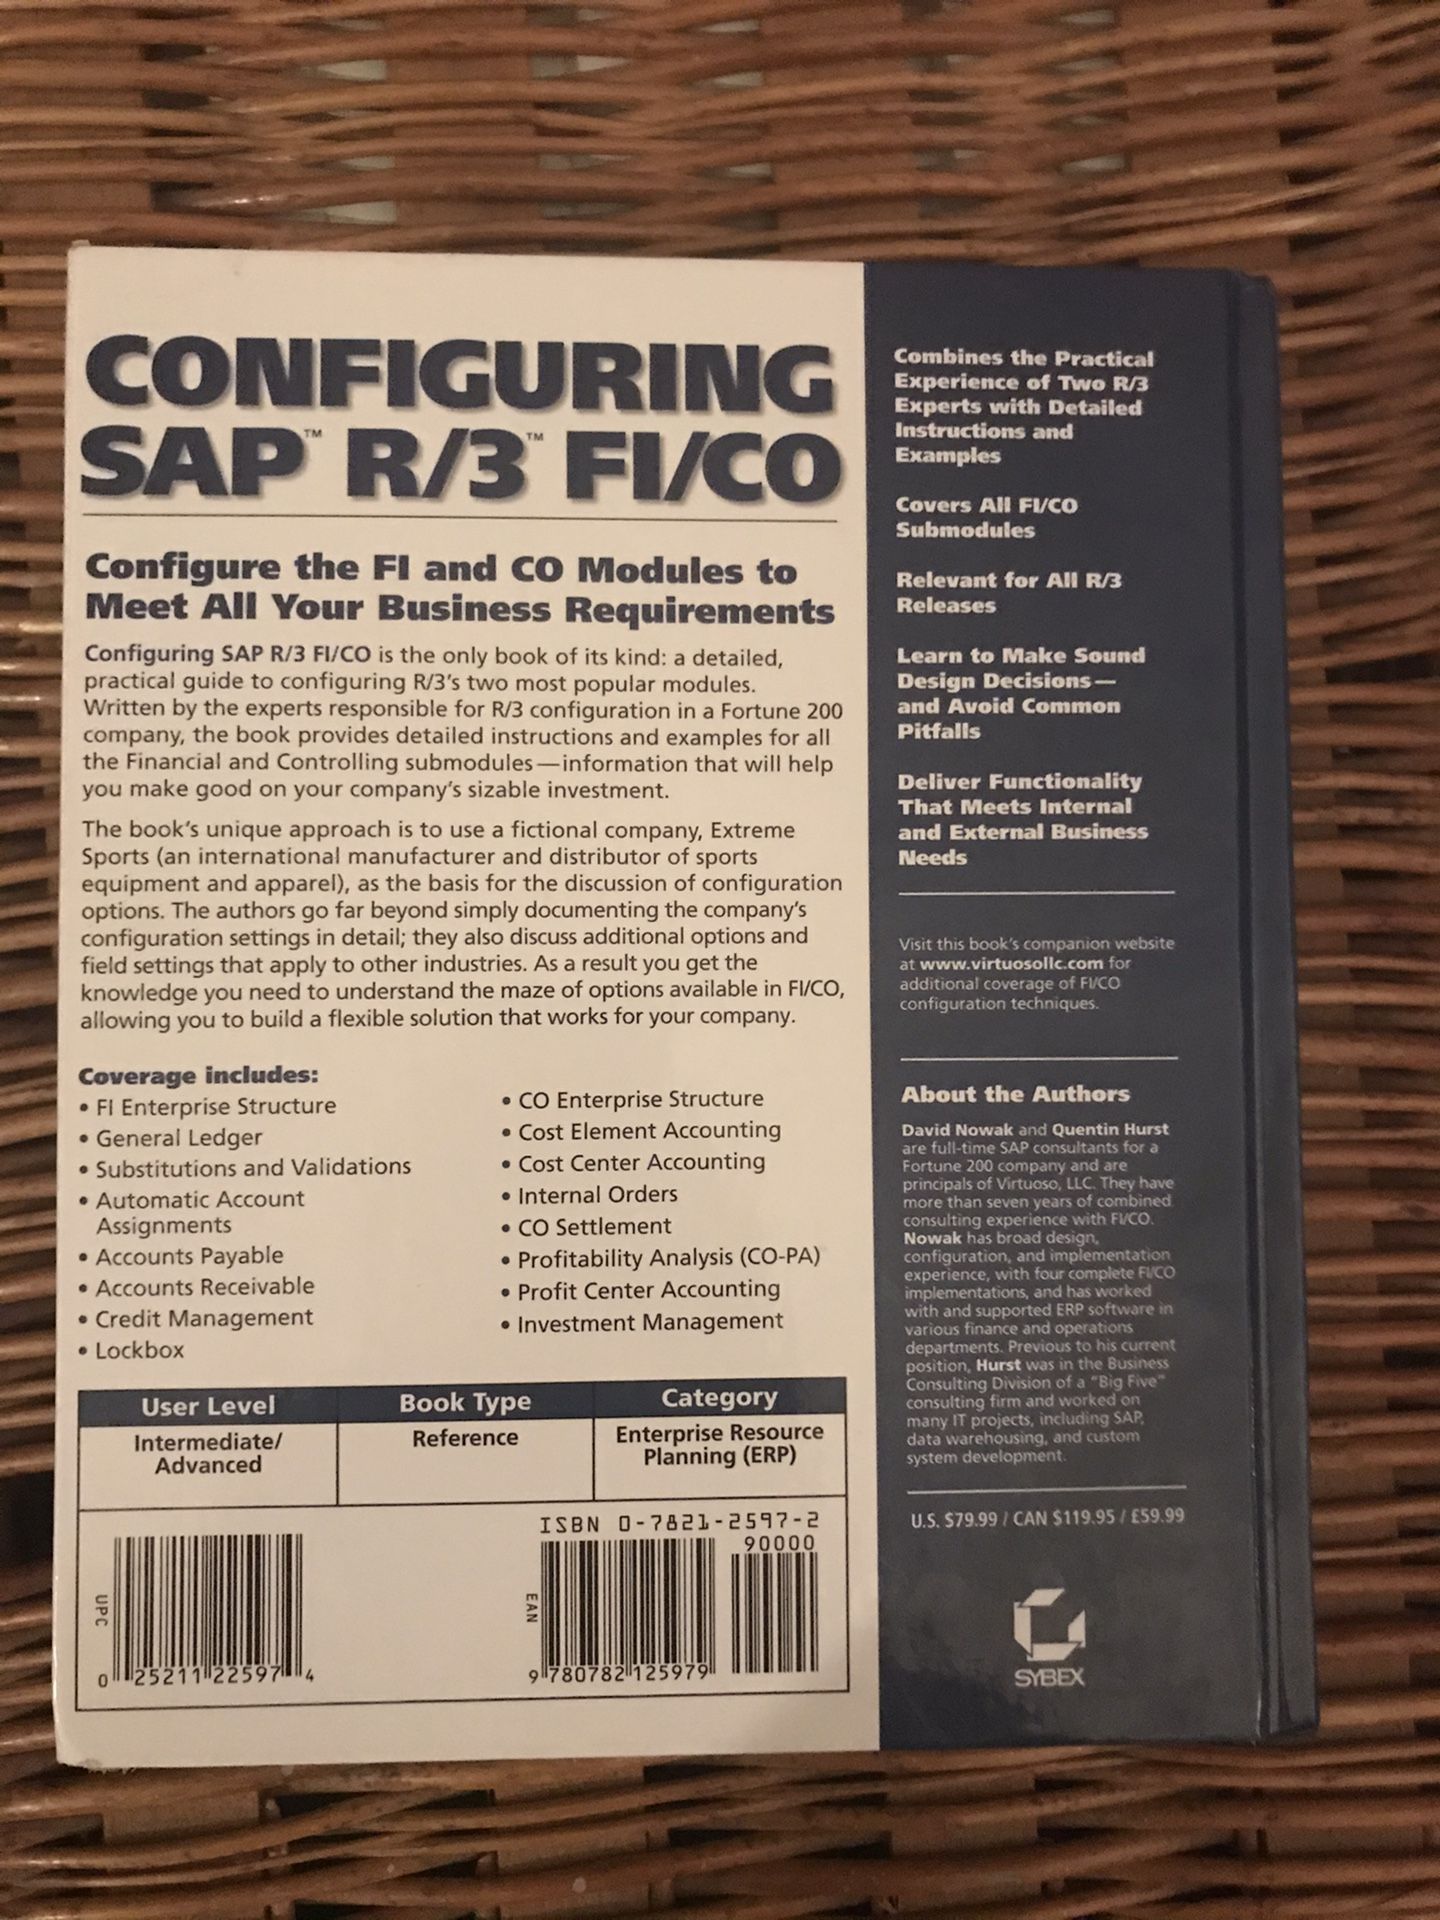 CONFIGURING
SAP™ R/3™ FI/CO
Configure the FI and CO Modules to
Meet All Your Business Requirements
Configuring SAP R/3 FI/CO is the only book of its kind: a detailed,
practical guide to configuring R/3's two most popular modules.
Written by the experts responsible for R/3 configuration in a Fortune 200
company, the book provides detailed instructions and examples for all
the Financial and Controlling submodules—information that will help
you make good on your company's sizable investment.
The book's unique approach is to use a fictional company, Extreme
Sports (an international manufacturer and distributor of sports
equipment and apparel), as the basis for the discussion of configuration
options. The authors go far beyond simply documenting the company's
configuration settings in detail; they also discuss additional options and
field settings that apply to other industries. As a result you get the
knowledge you need to understand the maze of options available in FI/CO,
allowing you to build a flexible solution that works for your company.
Coverage includes:
• FI Enterprise Structure
• General Ledger
• Substitutions and Validations
• Automatic Account
Assignments
• Accounts Payable
• Accounts Receivable
• Credit Management
• Lockbox
• CO Enterprise Structure
• Cost Element Accounting
• Cost Center Accounting
• Internal Orders
• CO Settlement
• Profitability Analysis (CO-PA)
• Profit Center Accounting
• Investment Management
User Level
Intermediate/
Advanced
Book Type
Reference
Category
Enterprise Resource
Planning (ERP)
UPC
0 25211 22597 4
ISBN 0-7821-2597-2
90000
EAN
9 780782 125979
Combines the Practical
Experience of Two R/3
Experts with Detailed
Instructions and
Examples
Covers All FI/CO
Submodules
Relevant for All R/3
Releases
Learn to Make Sound
Design Decisions—
and Avoid Common
Pitfalls
Deliver Functionality
That Meets Internal
and External Business
Needs
Visit this book's companion website
at www.virtuosollc.com for
additional coverage of FI/CO
configuration techniques.
About the Authors
David Nowak and Quentin Hurst
are full-time SAP consultants for a
Fortune 200 company and are
principals of Virtuoso, LLC. They have
more than seven years of combined
consulting experience with FI/CO.
Nowak has broad design,
configuration, and implementation
experience, with four complete FI/CO
implementations, and has worked
with and supported ERP software in
various finance and operations
departments. Previous to his current
position, Hurst was in the Business
Consulting Division of a "Big Five"
consulting firm and worked on
many IT projects, including SAP,
data warehousing, and custom
system development.
U.S. $79.99 / CAN $119.95 / £59.99
SYBEX